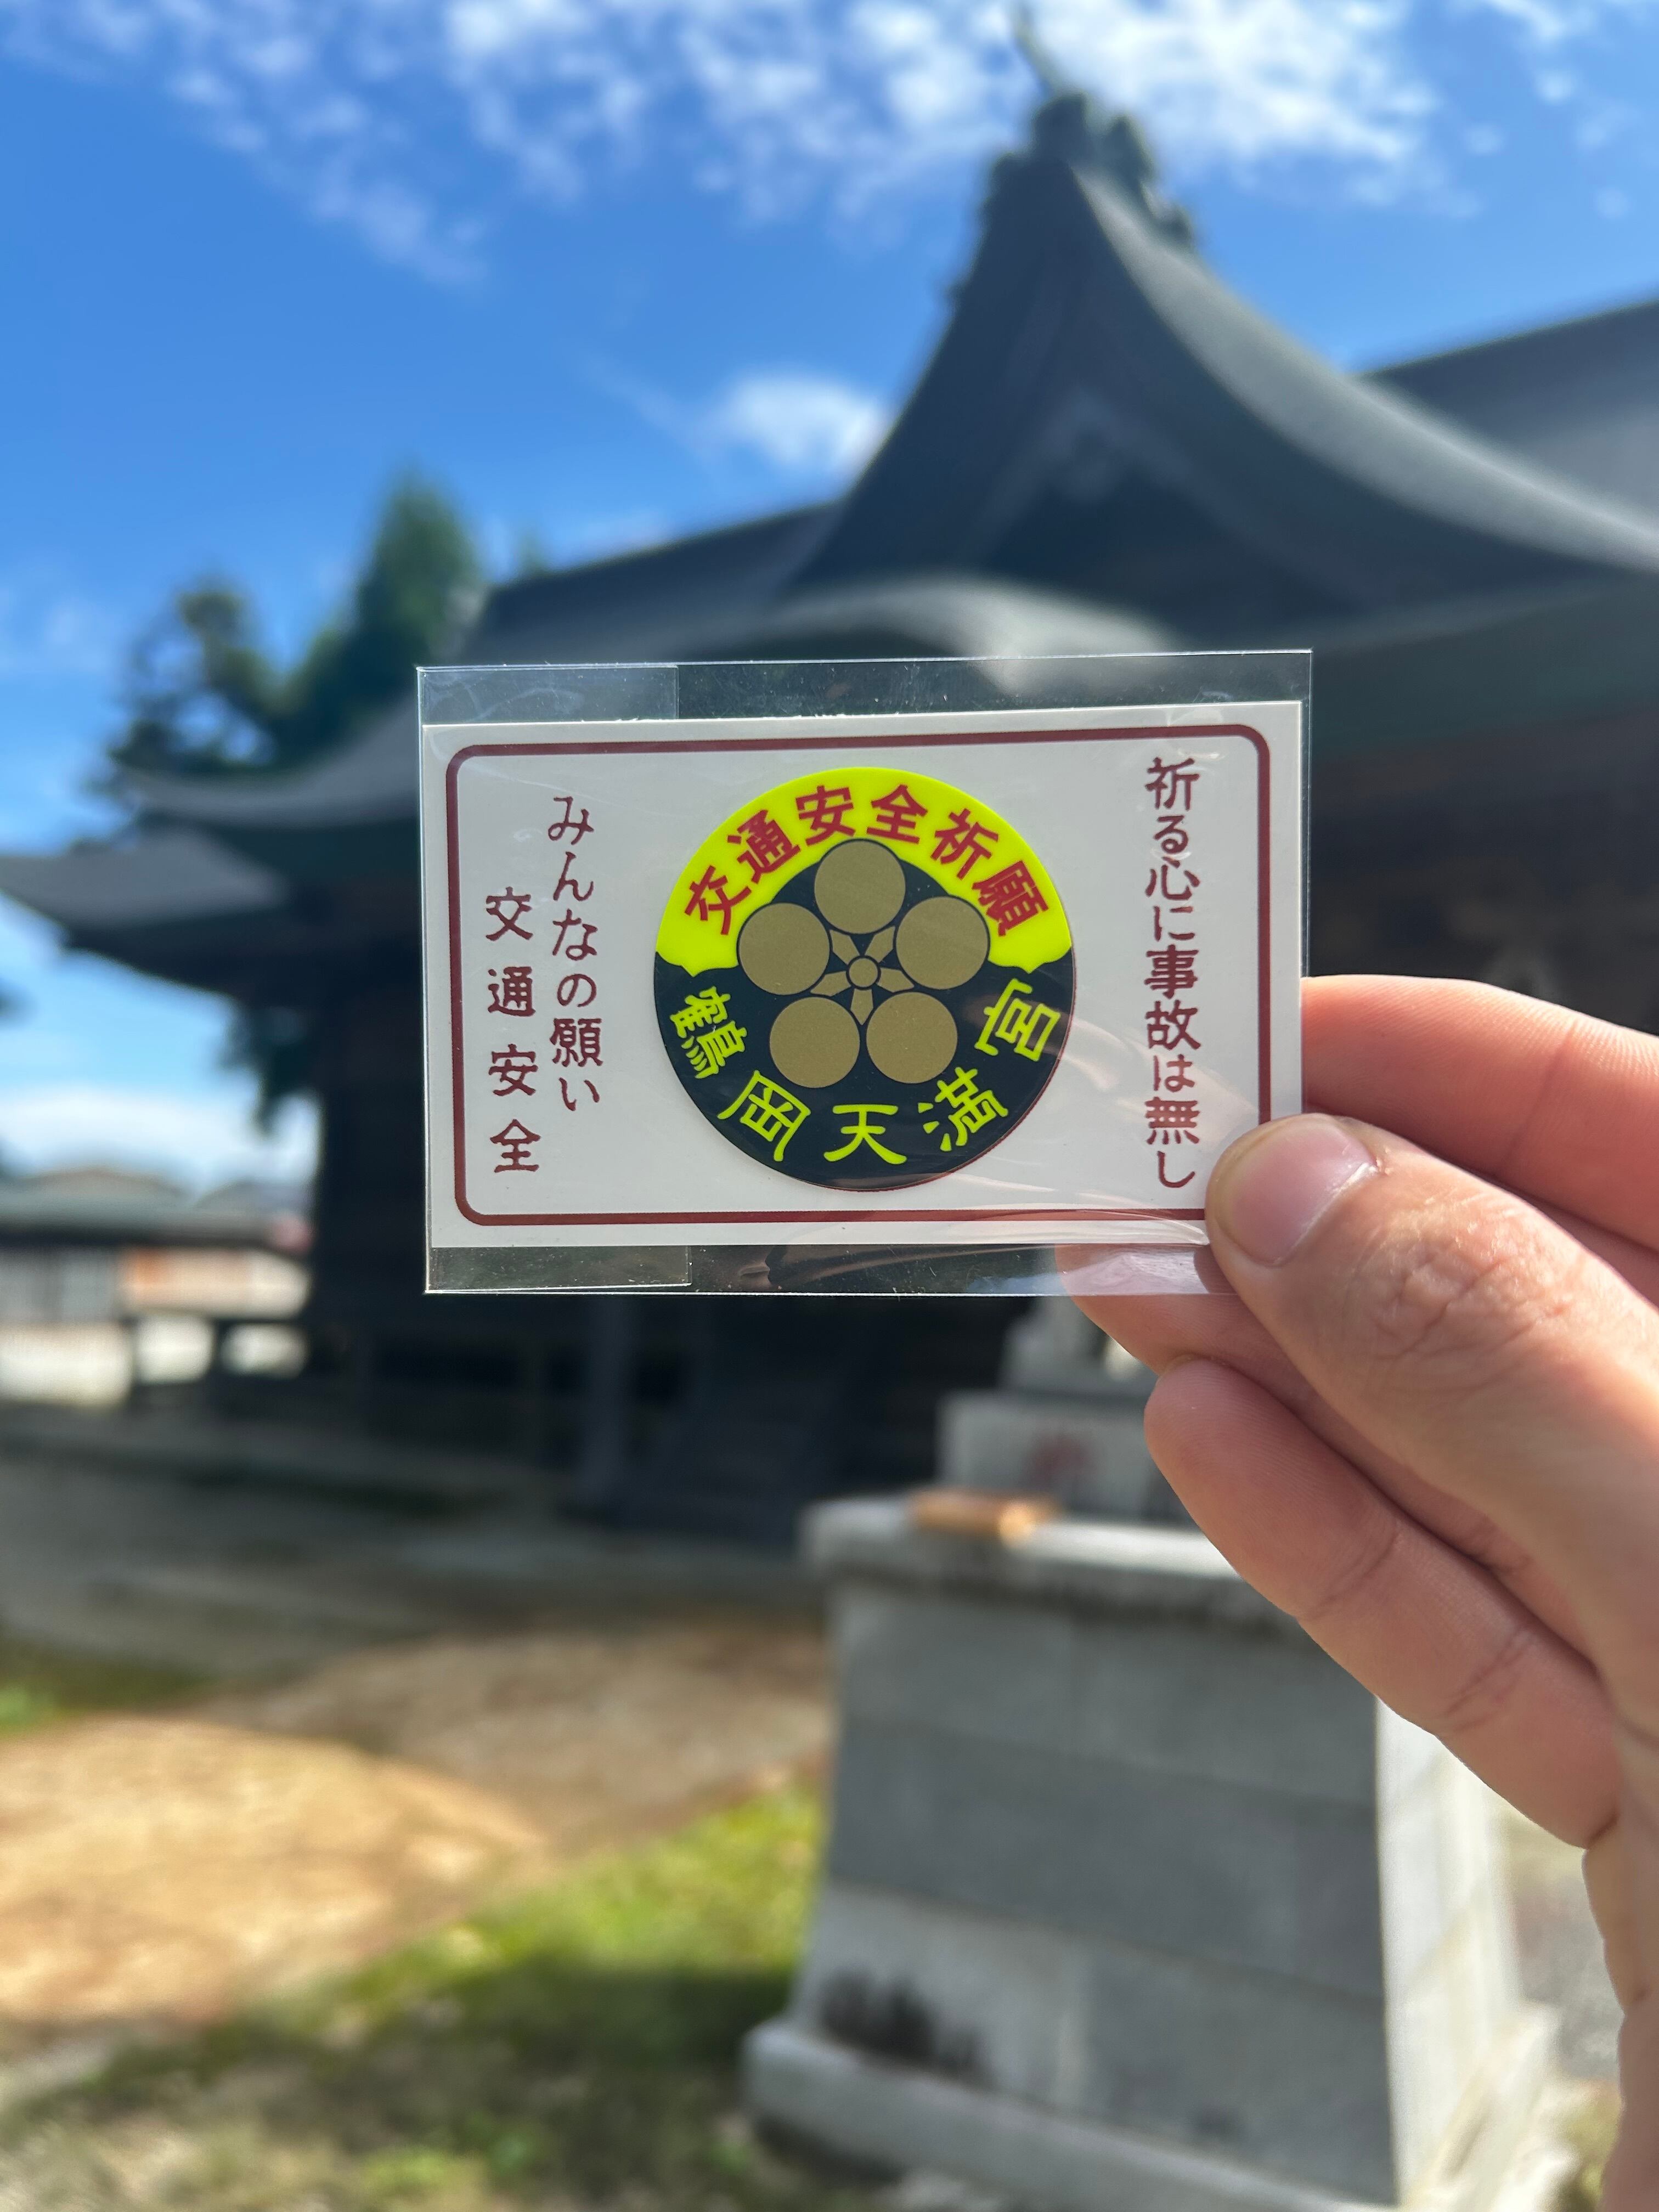 祈る心に事故は無し
交通安全祈願
鶴岡天満宮
みんなの願い
交通安全